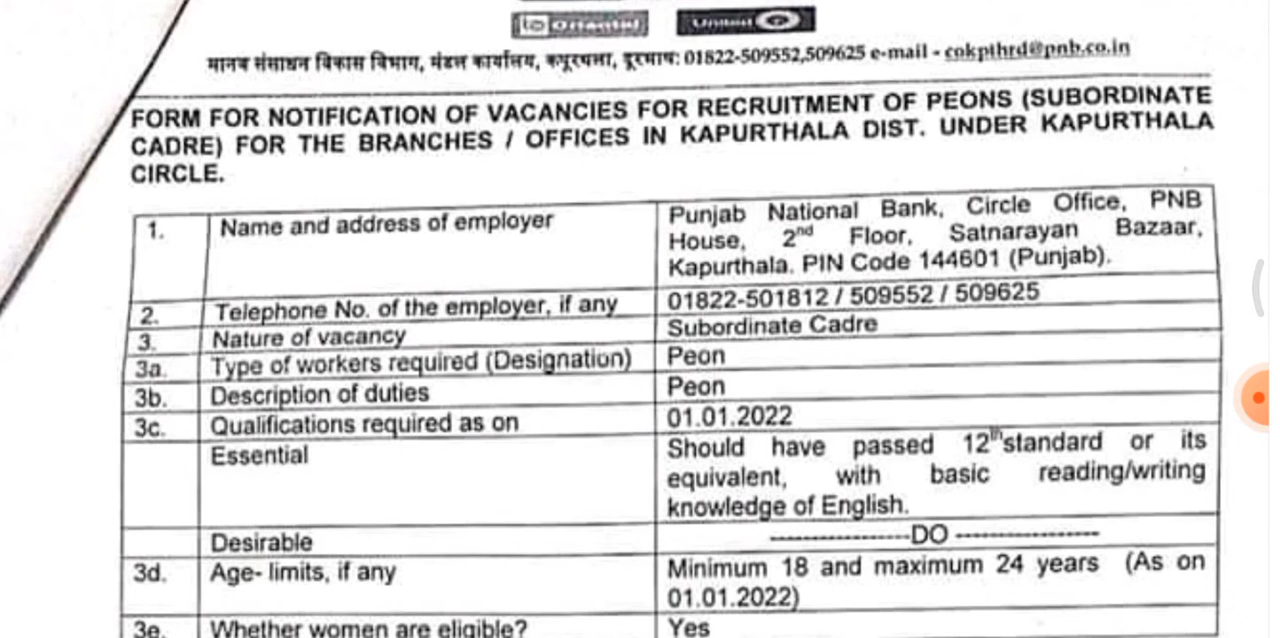 Oriental
United
मानव संसाधन विकास विभाग, मंडल कार्यालय, कपूरथला, दूरभाष: 01822-509552,509625 e-mail - cokpthrd@pnb.co.in
FORM FOR NOTIFICATION OF VACANCIES FOR RECRUITMENT OF PEONS (SUBORDINATE
CADRE) FOR THE BRANCHES / OFFICES IN KAPURTHALA DIST. UNDER KAPURTHALA
CIRCLE.
1. Name and address of employer Punjab National Bank, Circle Office, PNB
House, 2nd Floor, Satnarayan Bazaar,
Kapurthala. PIN Code 144601 (Punjab).
2. Telephone No. of the employer, if any 01822-501812 / 509552 / 509625
3. Nature of vacancy Subordinate Cadre
3a. Type of workers required (Designation) Peon
3b. Description of duties Peon
3c. Qualifications required as on 01.01.2022
Essential Should have passed 12th standard or its
equivalent, with basic reading/writing
knowledge of English.
Desirable -----------------DO -----------------
3d. Age- limits, if any Minimum 18 and maximum 24 years (As on
01.01.2022)
3e. Whether women are eligible? Yes